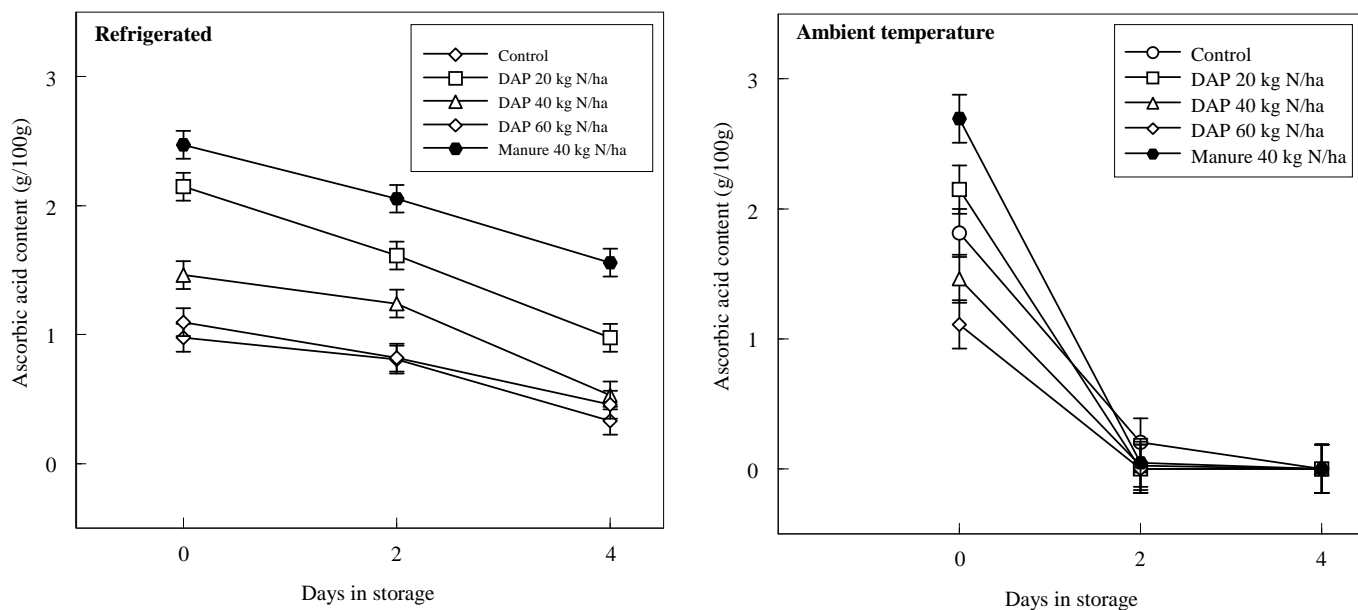 Refrigerated
Control
DAP 20 kg N/ha
DAP 40 kg N/ha
DAP 60 kg N/ha
Manure 40 kg N/ha
Ascorbic acid content (g/100g)
3
2
1
0
0 2 4
Days in storage
Ambient temperature
Control
DAP 20 kg N/ha
DAP 40 kg N/ha
DAP 60 kg N/ha
Manure 40 kg N/ha
Ascorbic acid content (g/100g)
3
2
1
0
0 2 4
Days in storage